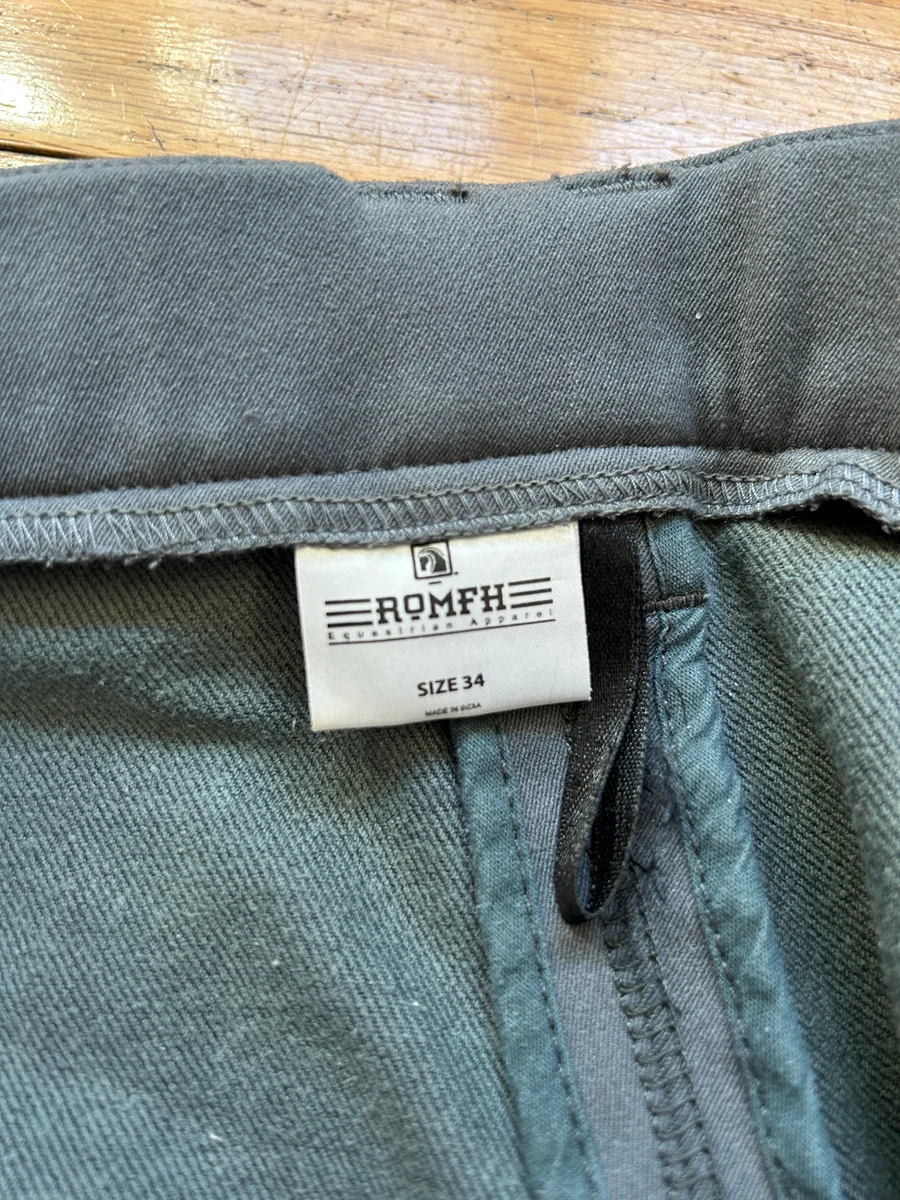 ROMFH
Equestrian Apparel
SIZE 34
MADE IN INDIA